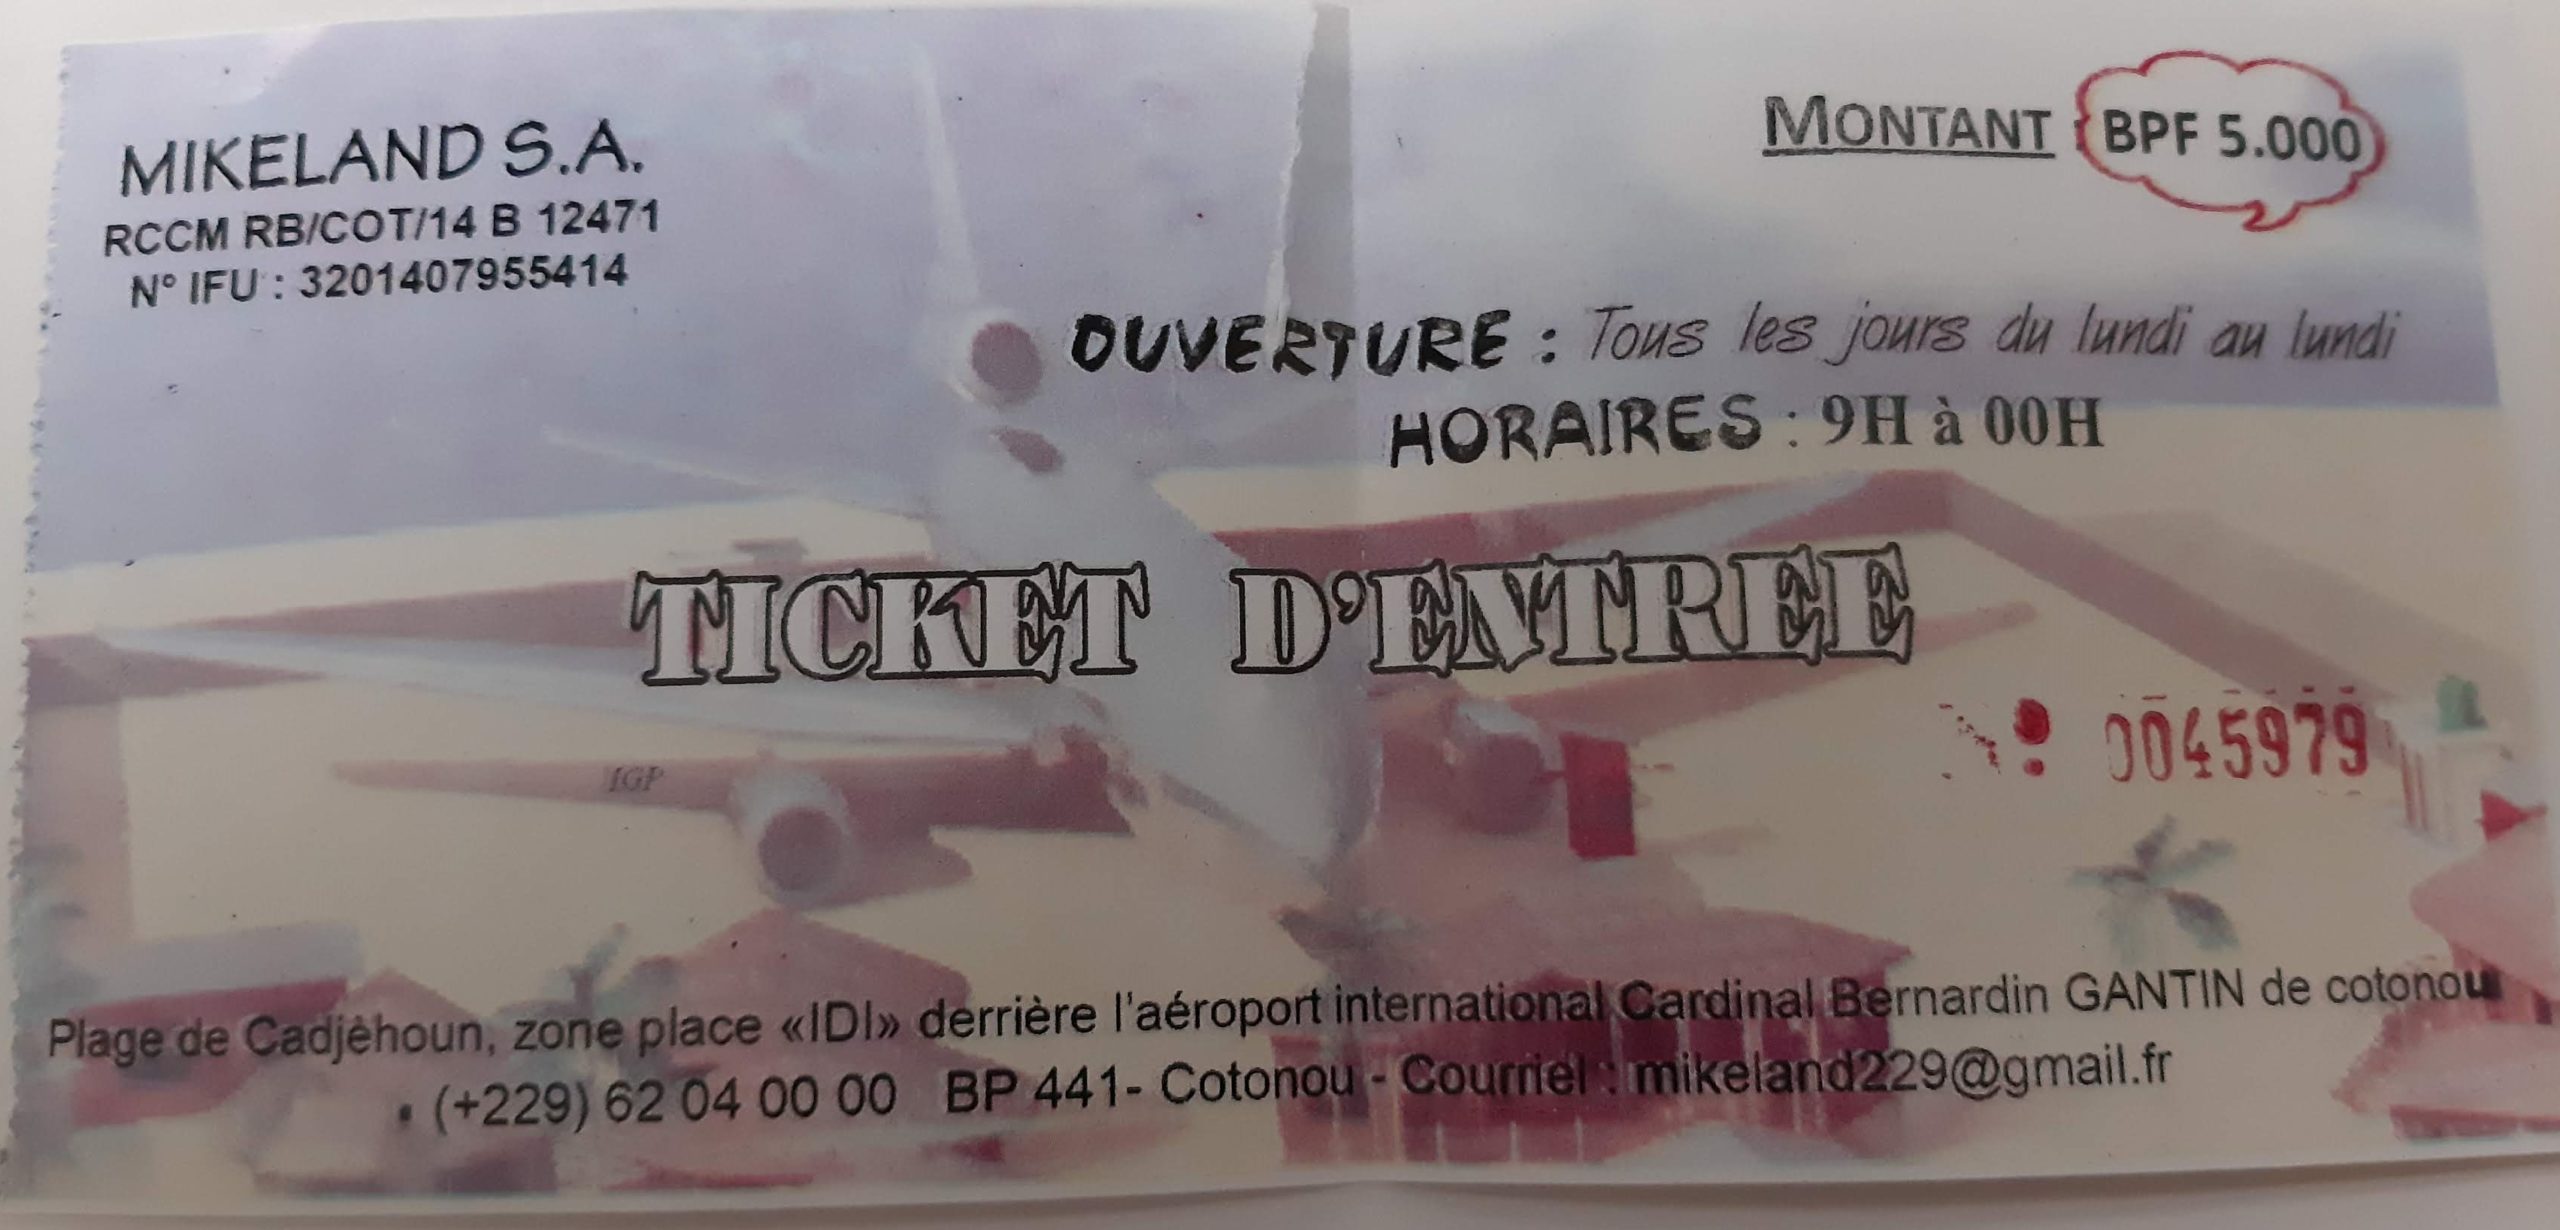 MIKELAND S.A.
RCCM RB/COT/14 B 12471
N° IFU : 3201407955414
MONTANT BPF 5.000
OUVERTURE : Tous les jours du lundi au lundi
HORAIRES : 9H à 00H
TICKET D'ENTREE
0045979
IGP
Plage de Cadjèhoun, zone place «IDI» derrière l'aéroport international Cardinal Bernardin GANTIN de cotonou
(+229) 62 04 00 00 BP 441- Cotonou - Courriel : mikeland229@gmail.fr